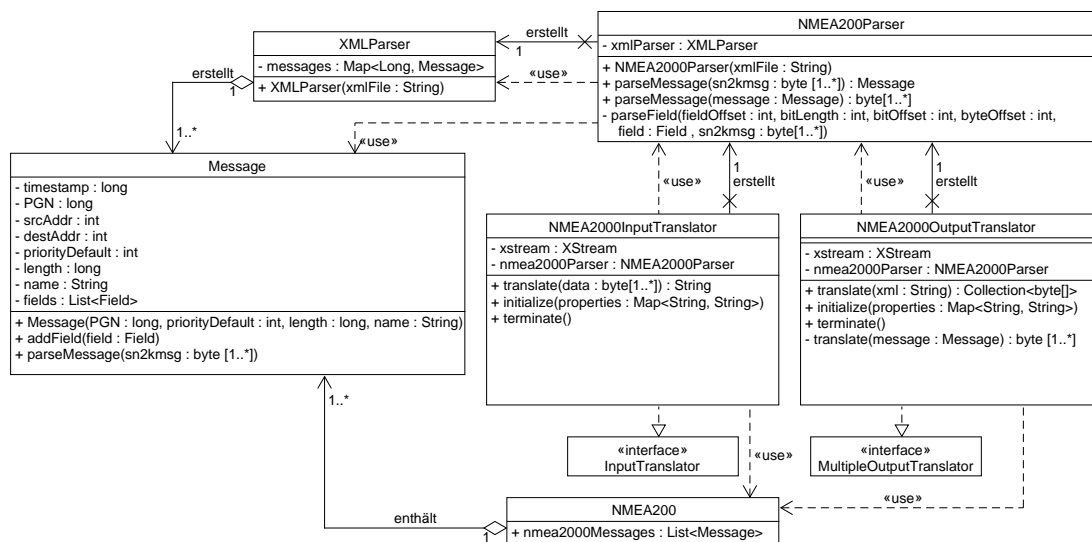 XMLParser
- messages : Map<Long, Message>
+ XMLParser(xmlFile : String)
erstellt
1
NMEA200Parser
- xmlParser : XMLParser
+ NMEA2000Parser(xmlFile : String)
+ parseMessage(sn2kmsg : byte [1..*]) : Message
+ parseMessage(message : Message) : byte[1..*]
- parseField(fieldOffset : int, bitLength : int, bitOffset : int, byteOffset : int,
field : Field , sn2kmsg : byte[1..*])
«use»
erstellt
1
1..*
«use»
Message
- timestamp : long
- PGN : long
- srcAddr : int
- destAddr : int
- priorityDefault : int
- length : long
- name : String
- fields : List<Field>
+ Message(PGN : long, priorityDefault : int, length : long, name : String)
+ addField(field : Field)
+ parseMessage(sn2kmsg : byte [1..*])
«use»
1
erstellt
«use»
1
erstellt
NMEA2000InputTranslator
- xstream : XStream
- nmea2000Parser : NMEA2000Parser
+ translate(data : byte[1..*]) : String
+ initialize(properties : Map<String, String>)
+ terminate()
NMEA2000OutputTranslator
- xstream : XStream
- nmea2000Parser : NMEA2000Parser
+ translate(xml : String) : Collection<byte[]>
+ initialize(properties : Map<String, String>)
+ terminate()
- translate(message : Message) : byte [1..*]
1..*
«interface»
InputTranslator
«use»
«interface»
MultipleOutputTranslator
«use»
enthält
1
NMEA200
+ nmea2000Messages : List<Message>